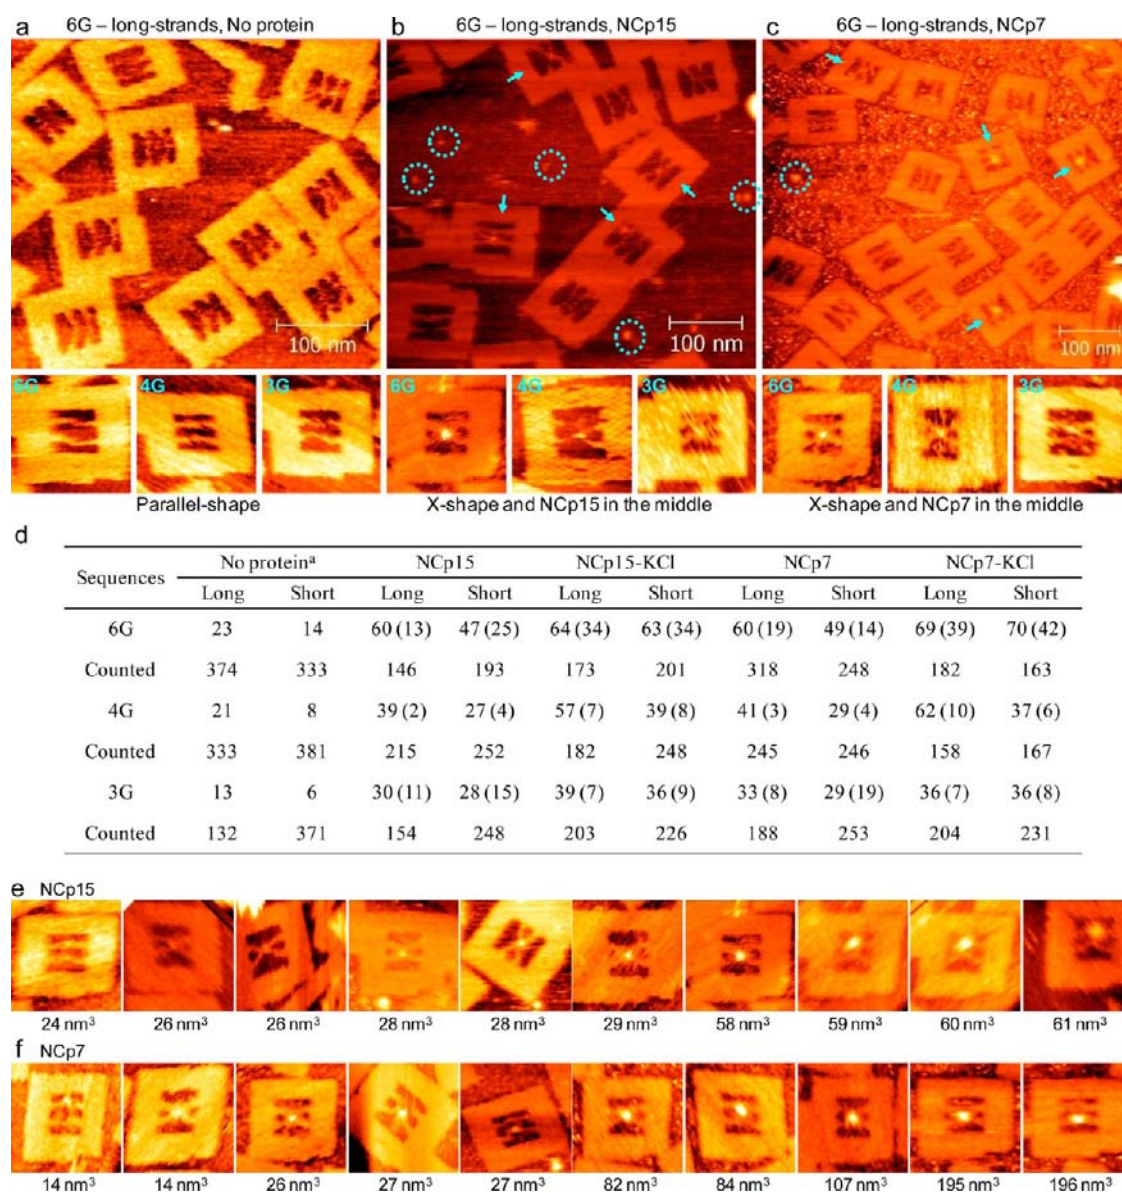 a 6G – long-strands, No protein
b 6G – long-strands, NCp15
c 6G – long-strands, NCp7
100 nm
100 nm
100 nm
6G 4G 3G
6G 4G 3G
6G 4G 3G
Parallel-shape
X-shape and NCp15 in the middle
X-shape and NCp7 in the middle
d
Sequences No proteinᵃ NCp15 NCp15-KCl NCp7 NCp7-KCl
Long Short Long Short Long Short Long Short Long Short
6G 23 14 60 (13) 47 (25) 64 (34) 63 (34) 60 (19) 49 (14) 69 (39) 70 (42)
Counted 374 333 146 193 173 201 318 248 182 163
4G 21 8 39 (2) 27 (4) 57 (7) 39 (8) 41 (3) 29 (4) 62 (10) 37 (6)
Counted 333 381 215 252 182 248 245 246 158 167
3G 13 6 30 (11) 28 (15) 39 (7) 36 (9) 33 (8) 29 (19) 36 (7) 36 (8)
Counted 132 371 154 248 203 226 188 253 204 231
e NCp15
24 nm³ 26 nm³ 26 nm³ 28 nm³ 28 nm³ 29 nm³ 58 nm³ 59 nm³ 60 nm³ 61 nm³
f NCp7
14 nm³ 14 nm³ 26 nm³ 27 nm³ 27 nm³ 82 nm³ 84 nm³ 107 nm³ 195 nm³ 196 nm³